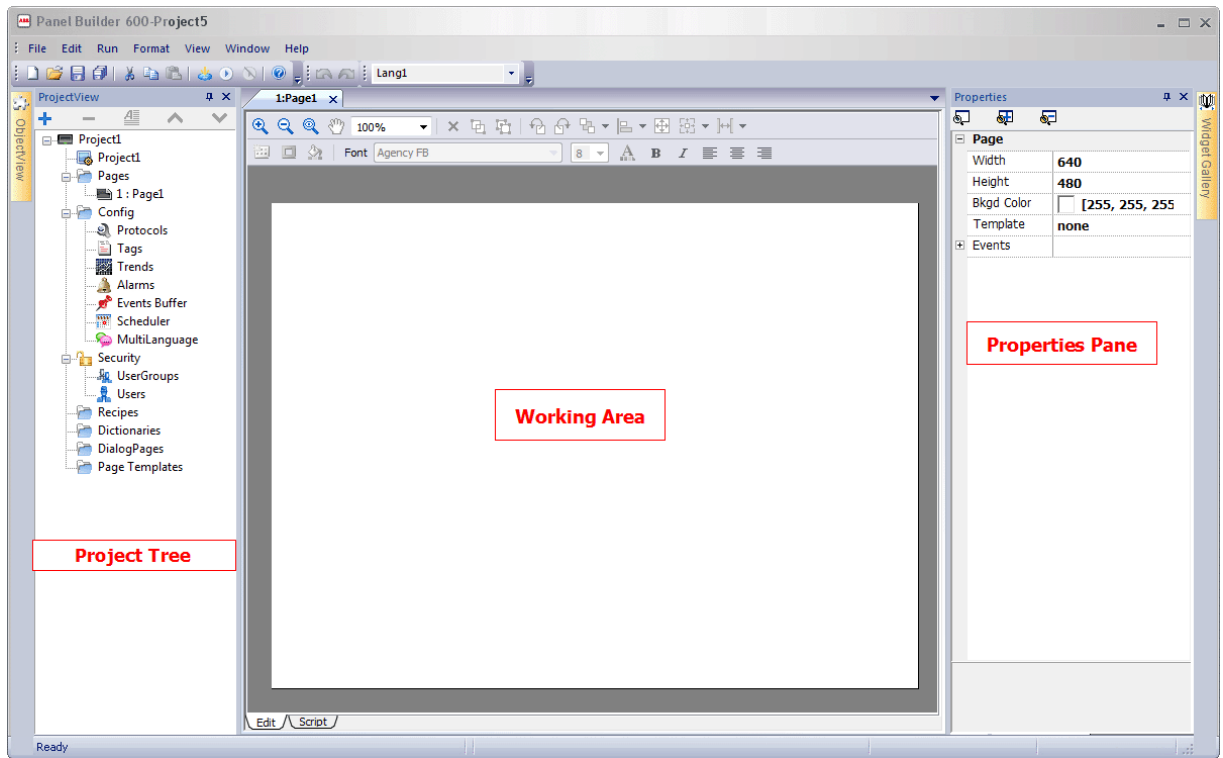 ABB Panel Builder 600-Project5
File Edit Run Format View Window Help
Lang1
ObjectView
ProjectView
Project1
Project1
Pages
1 : Page1
Config
Protocols
Tags
Trends
Alarms
Events Buffer
Scheduler
MultiLanguage
Security
UserGroups
Users
Recipes
Dictionaries
DialogPages
Page Templates
Project Tree
1:Page1
100%
Font Agency FB 8 A B I
Working Area
Edit Script
Properties
Page
Width 640
Height 480
Bkgd Color [255, 255, 255
Template none
Events
Properties Pane
Widget Gallery
Ready